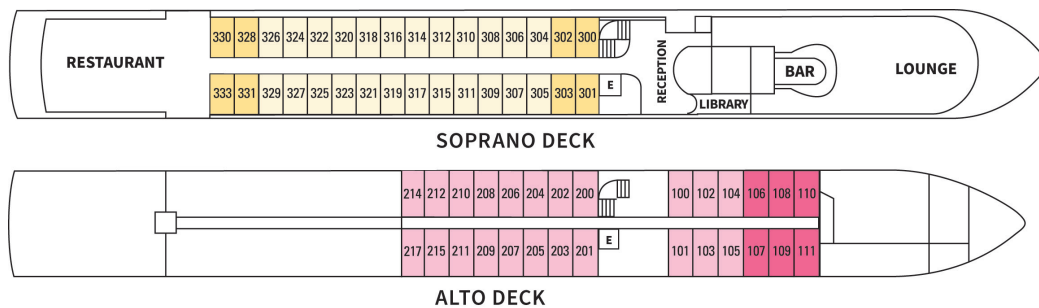 330 328 326 324 322 320 318 316 314 312 310 308 306 304 302 300
RESTAURANT
RECEPTION
BAR
LOUNGE
333 331 329 327 325 323 321 319 317 315 311 309 307 305 303 301
E
LIBRARY
SOPRANO DECK
214 212 210 208 206 204 202 200
100 102 104 106 108 110
217 215 211 209 207 205 203 201
E
101 103 105 107 109 111
ALTO DECK